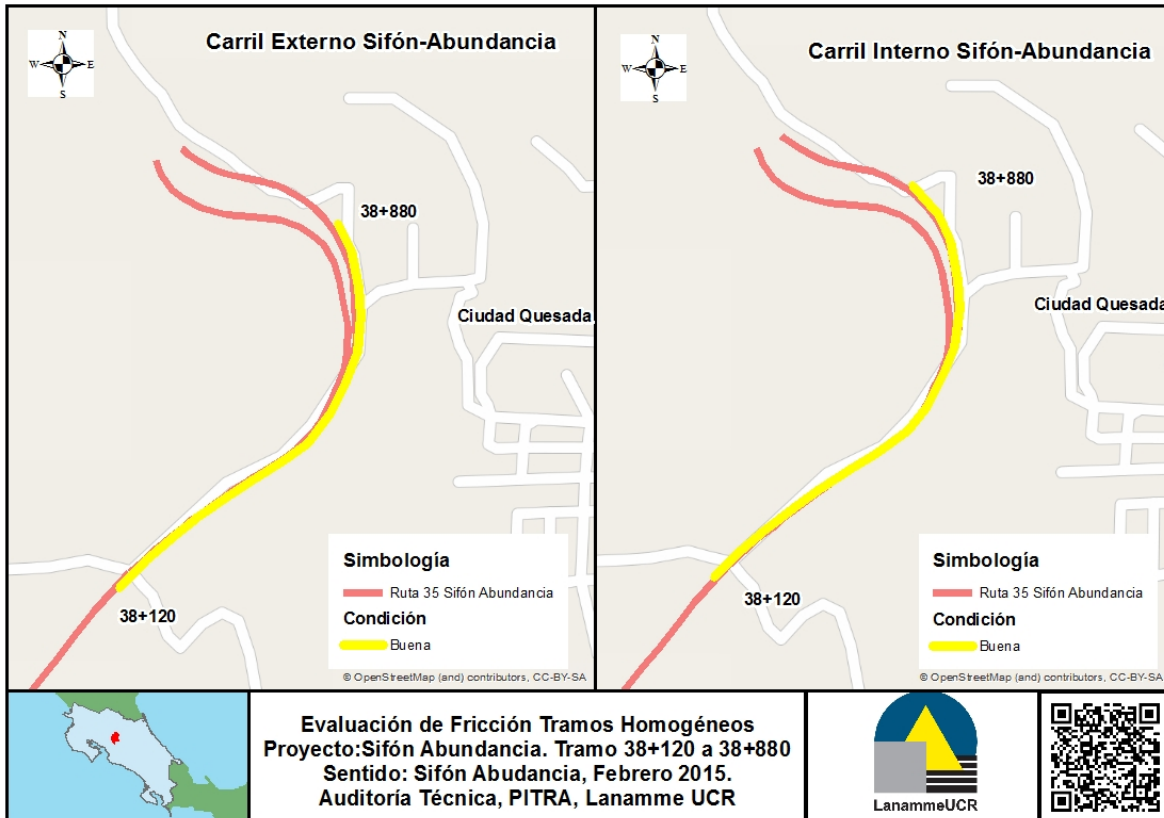 Carril Externo Sifón-Abundancia
N
W E
S
38+880
Ciudad Quesada
38+120
Simbología
Ruta 35 Sifón Abundancia
Condición
Buena
© OpenStreetMap (and) contributors, CC-BY-SA
Carril Interno Sifón-Abundancia
N
W E
S
38+880
Ciudad Quesada
38+120
Simbología
Ruta 35 Sifón Abundancia
Condición
Buena
© OpenStreetMap (and) contributors, CC-BY-SA
Evaluación de Fricción Tramos Homogéneos
Proyecto:Sifón Abundancia. Tramo 38+120 a 38+880
Sentido: Sifón Abudancia, Febrero 2015.
Auditoría Técnica, PITRA, Lanamme UCR
LanammeUCR